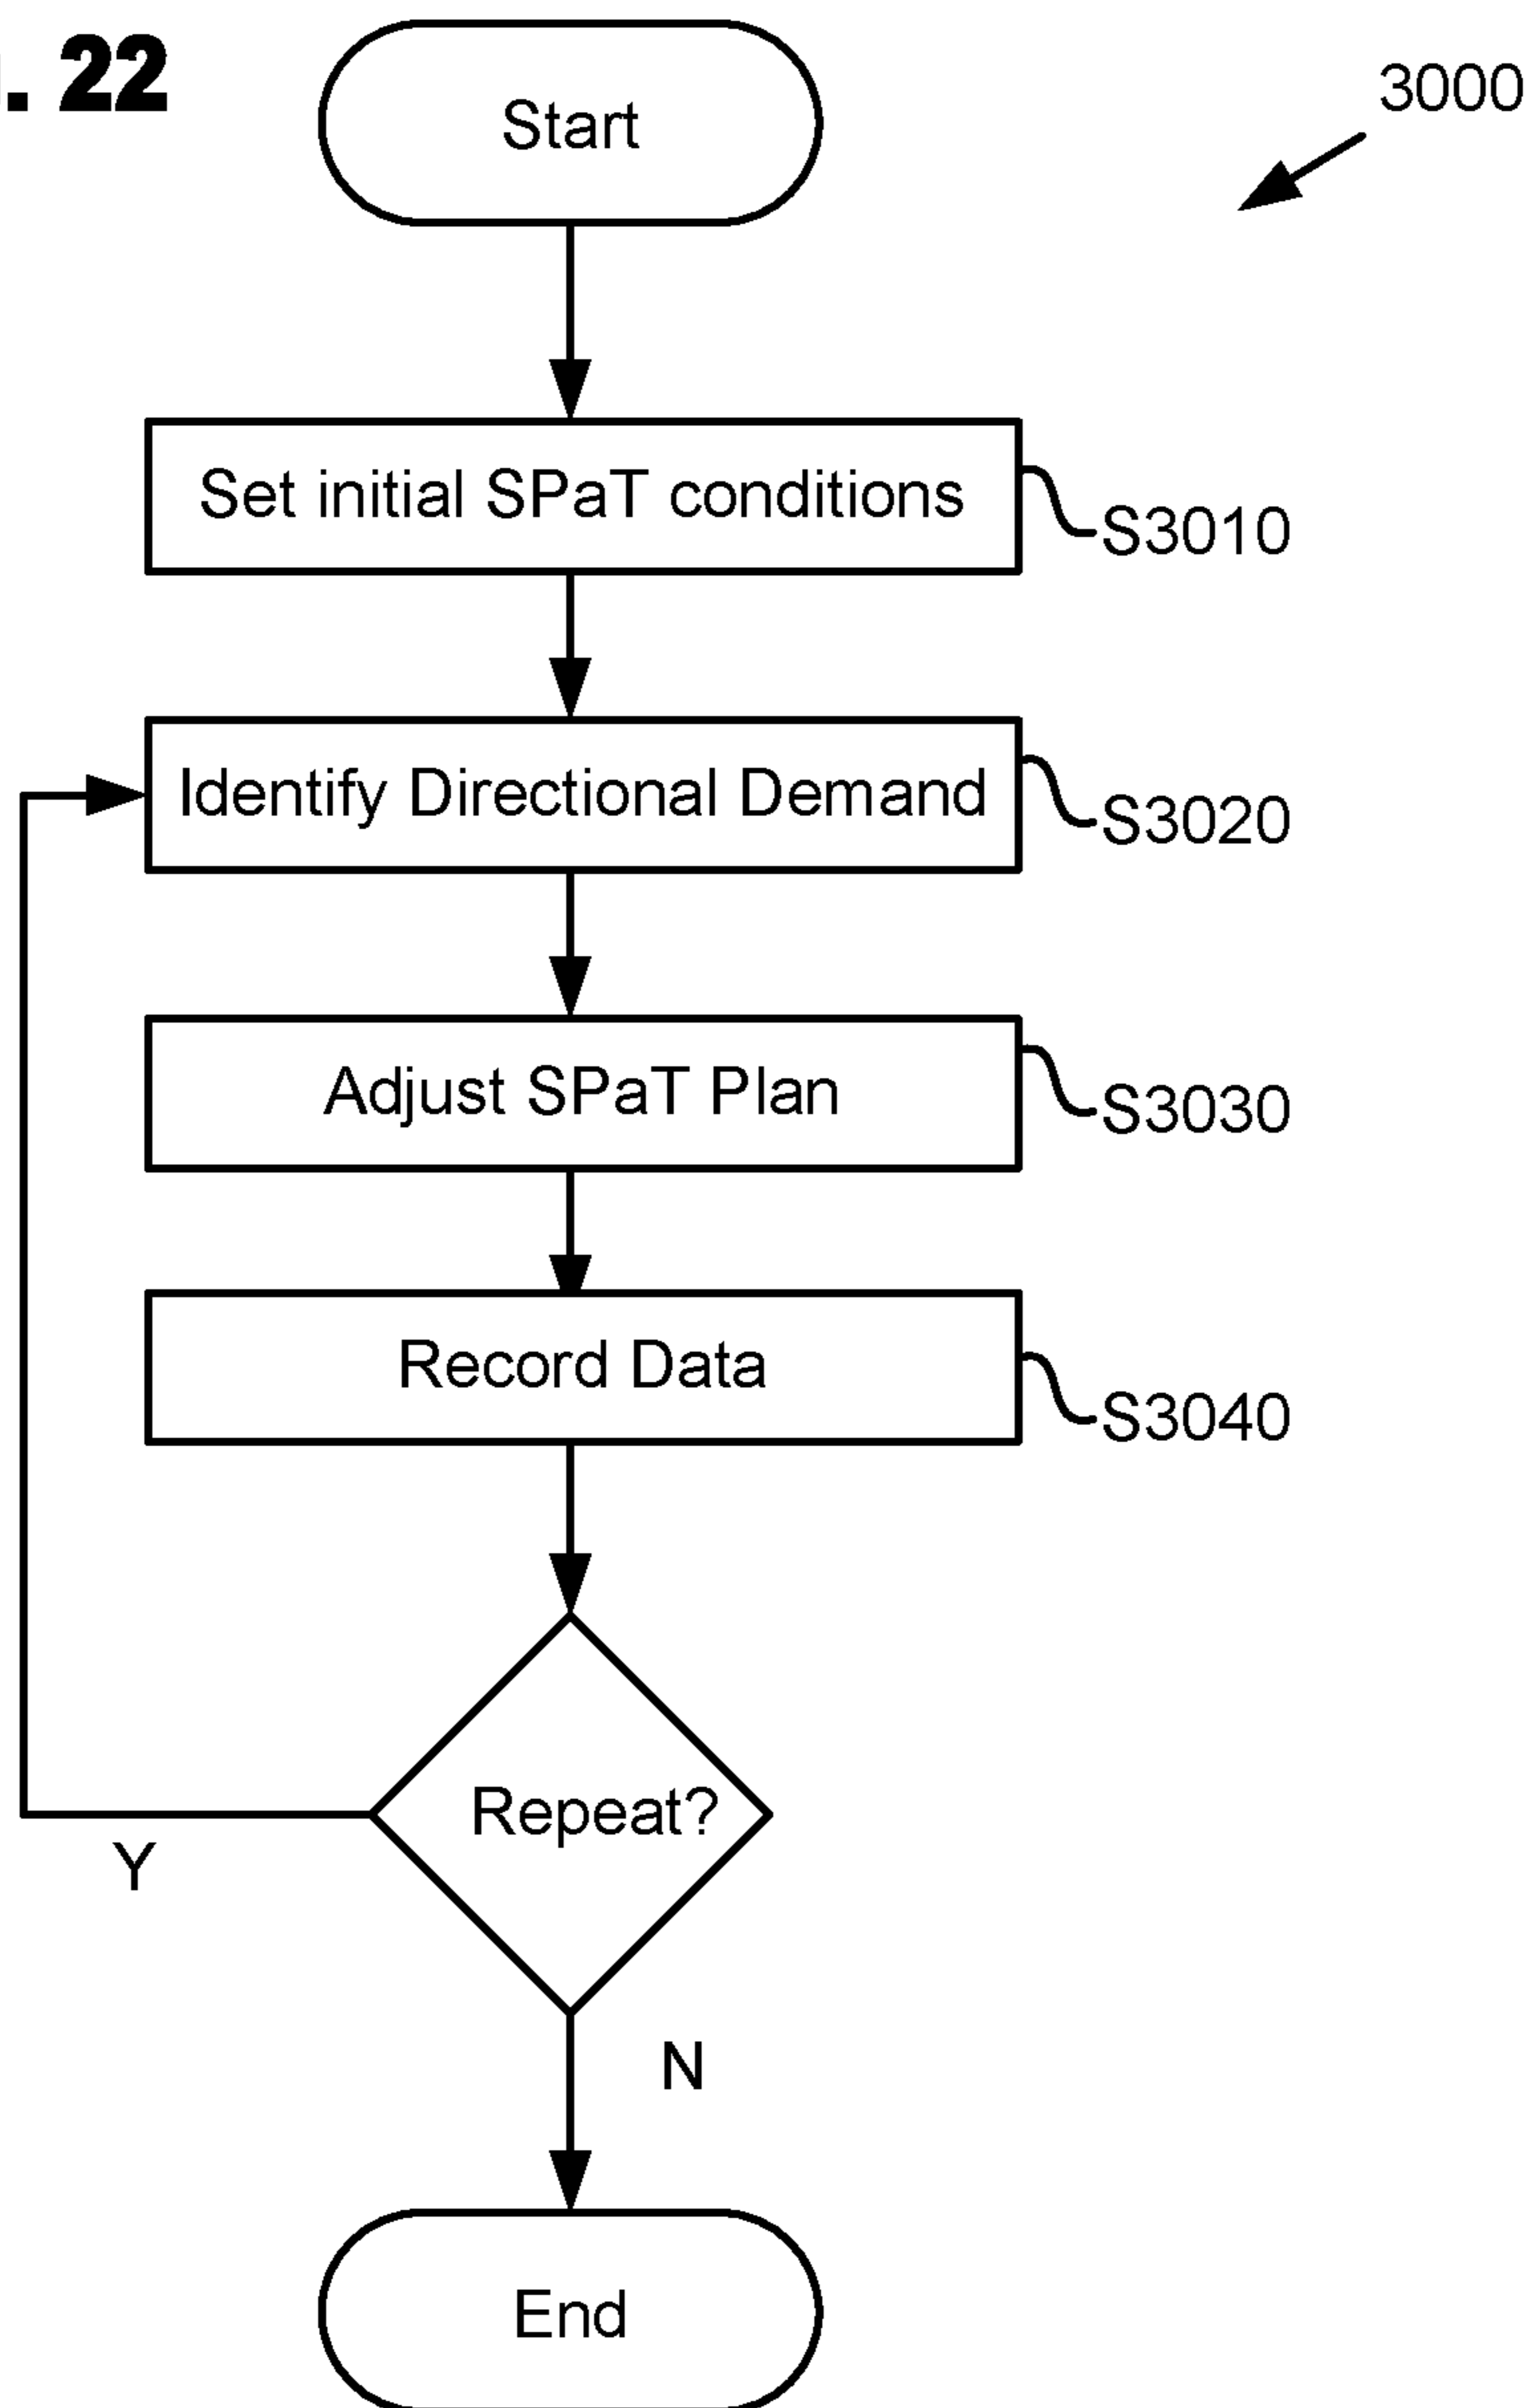 . 22
3000
Start
Set initial SPaT conditions
S3010
Identify Directional Demand
S3020
Adjust SPaT Plan
S3030
Record Data
S3040
Repeat?
Y
N
End